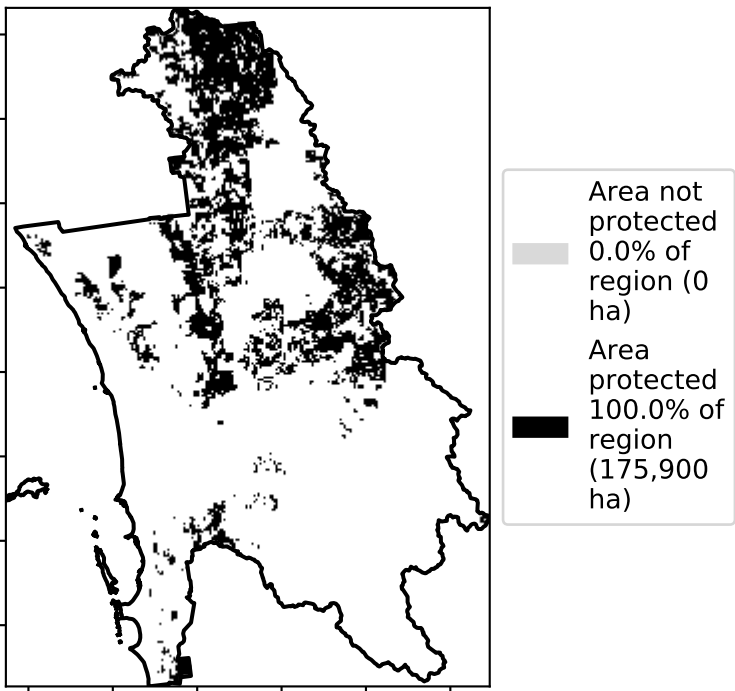 Area not
protected
0.0% of
region (0
ha)
Area
protected
100.0% of
region
(175,900
ha)